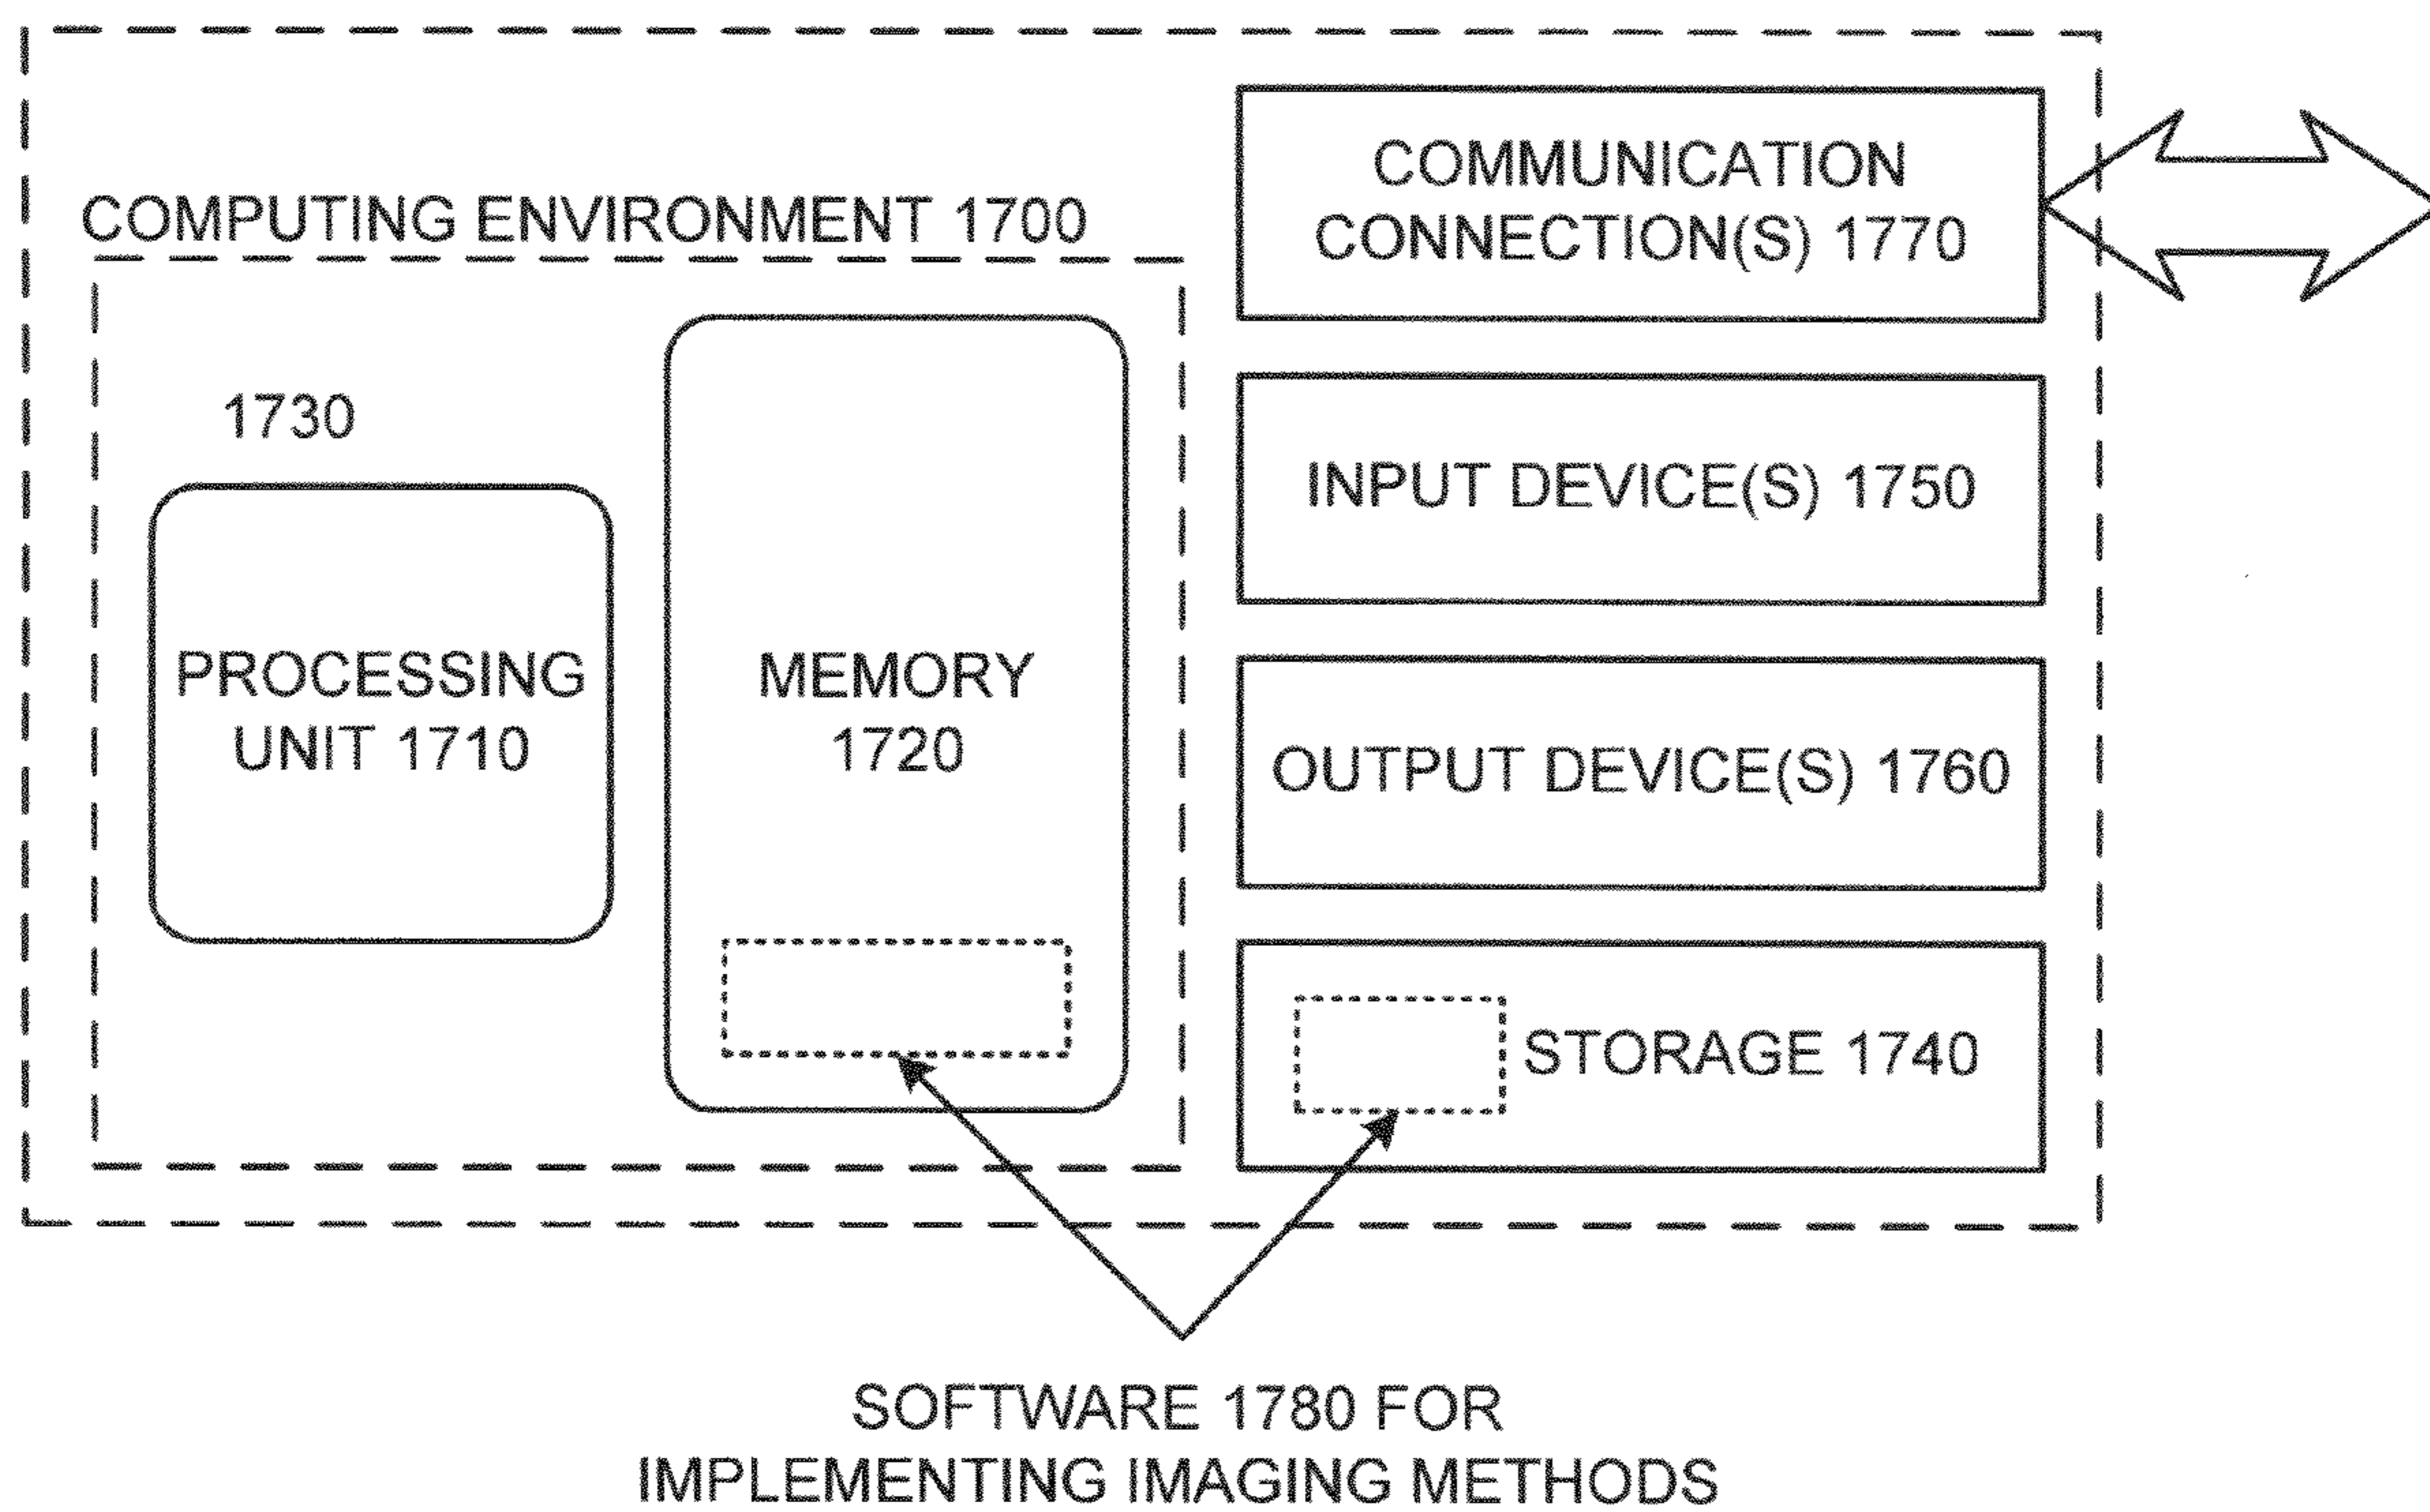 COMPUTING ENVIRONMENT 1700
1730
PROCESSING
UNIT 1710
MEMORY
1720
COMMUNICATION
CONNECTION(S) 1770
INPUT DEVICE(S) 1750
OUTPUT DEVICE(S) 1760
STORAGE 1740
SOFTWARE 1780 FOR
IMPLEMENTING IMAGING METHODS